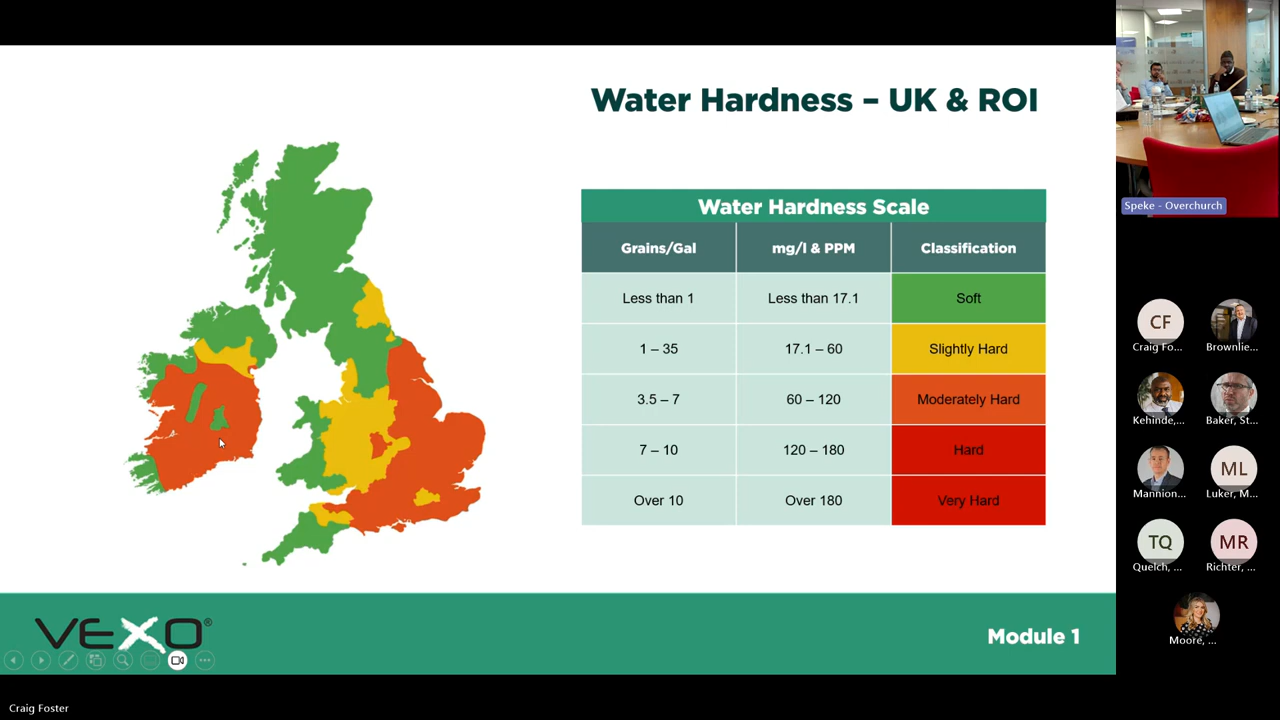 Water Hardness – UK & ROI
Water Hardness Scale
Grains/Gal mg/l & PPM Classification
Less than 1 Less than 17.1 Soft
1 – 35 17.1 – 60 Slightly Hard
3.5 – 7 60 – 120 Moderately Hard
7 – 10 120 – 180 Hard
Over 10 Over 180 Very Hard
VEXO®
Module 1
Craig Foster
Speke - Overchurch
CF
Craig Fo...
Brownlie...
Kehinde,...
Baker, St...
Mannion...
ML
Luker, M...
TQ
Quelch, ...
MR
Richter, ...
Moore, ...